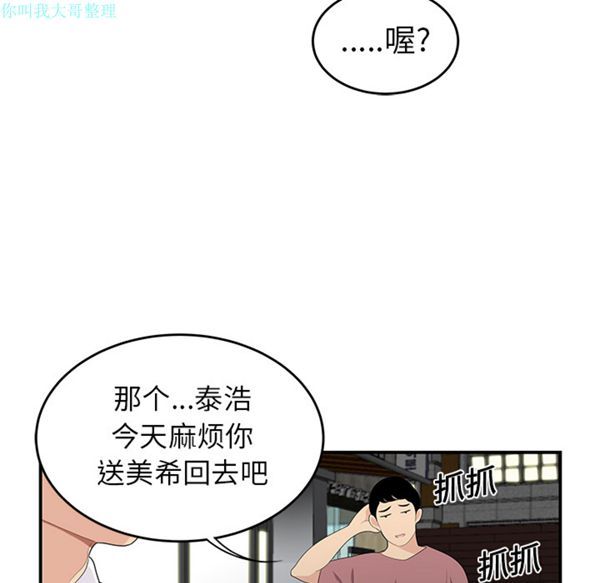 你叫我大哥整理
.....喔?
那个...泰浩
今天麻烦你
送美希回去吧
抓抓
抓抓